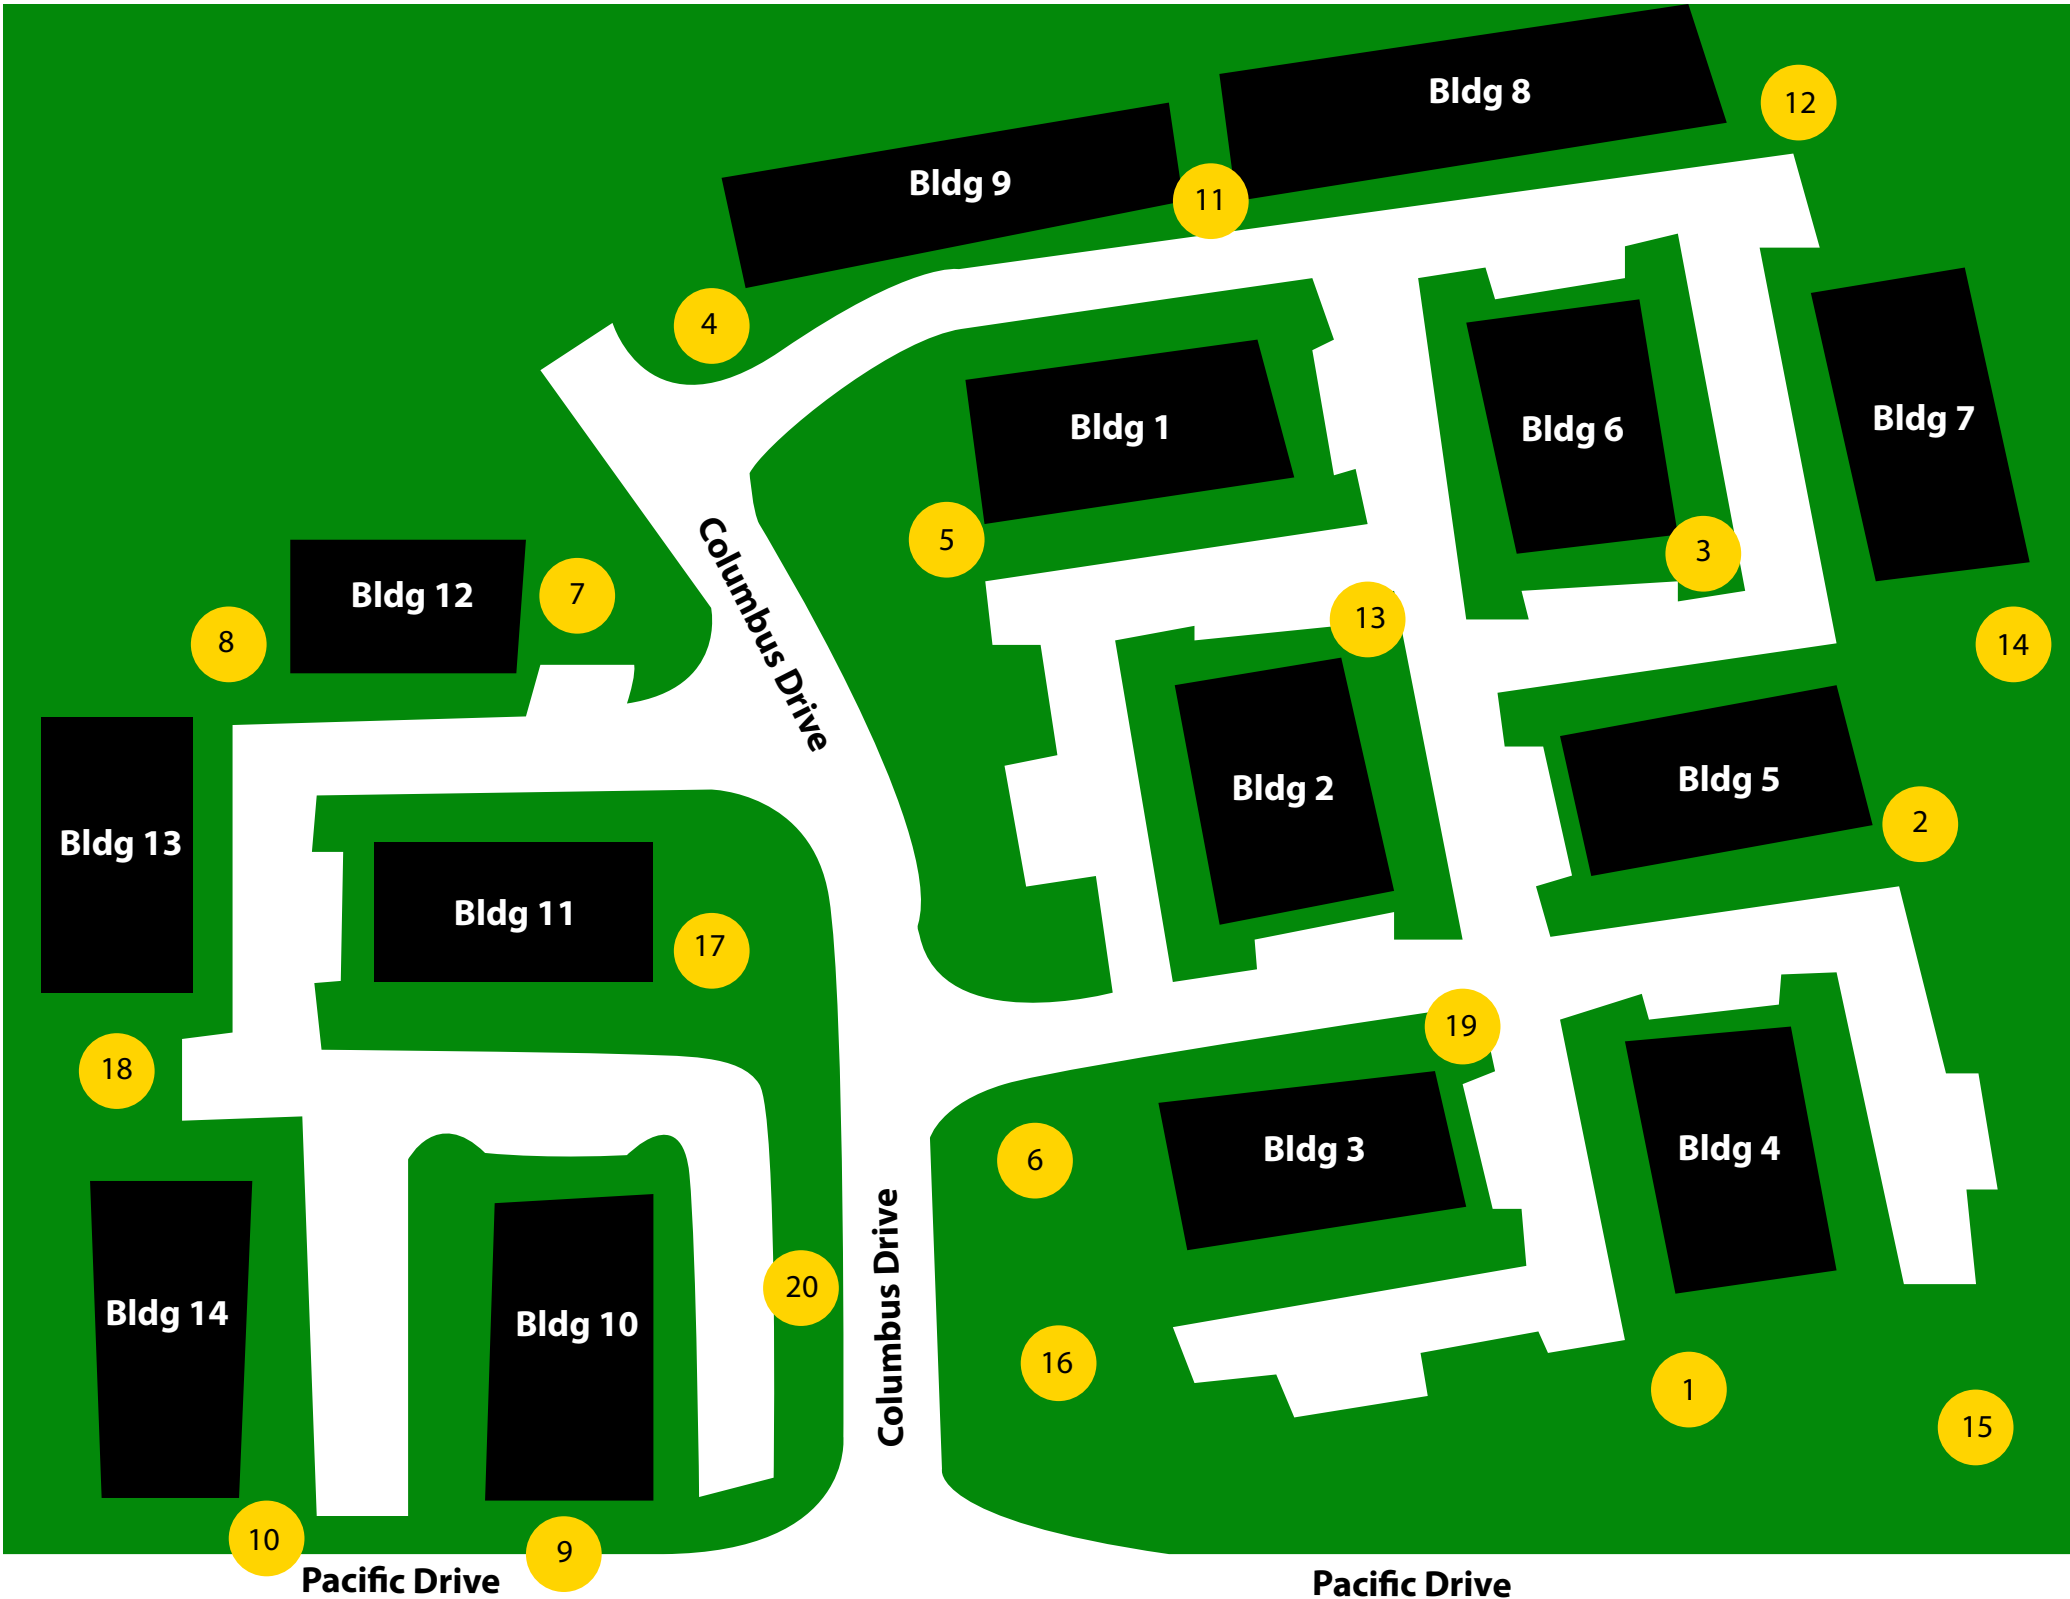 Bldg 8
12
Bldg 9
11
4
Bldg 1
Bldg 6
Bldg 7
5
3
Columbus Drive
Bldg 12
7
13
8
14
Bldg 2
Bldg 5
2
Bldg 13
Bldg 11
17
19
18
6
Bldg 3
Bldg 4
Bldg 14
Bldg 10
20
Columbus Drive
16
1
15
10
9
Pacific Drive
Pacific Drive